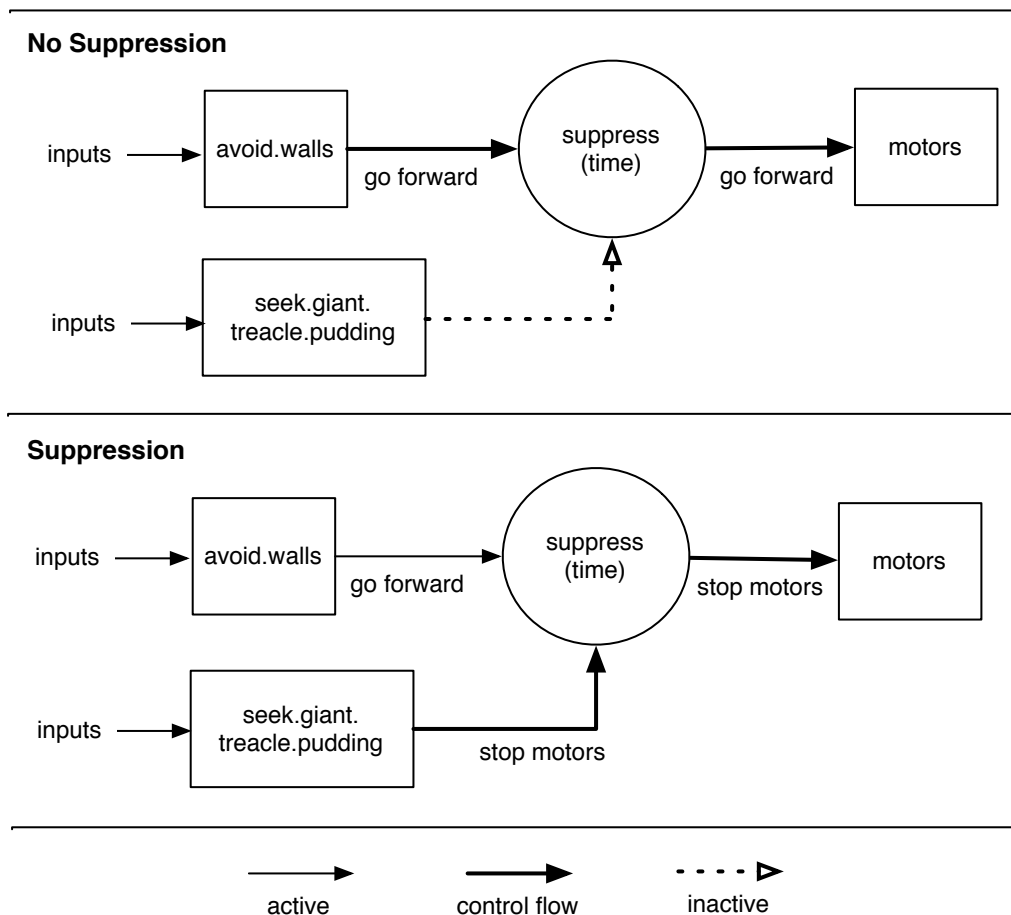 No Suppression
inputs
avoid.walls
go forward
suppress
(time)
go forward
motors
inputs
seek.giant.
treacle.pudding
Suppression
inputs
avoid.walls
go forward
suppress
(time)
stop motors
motors
inputs
seek.giant.
treacle.pudding
stop motors
active
control flow
inactive